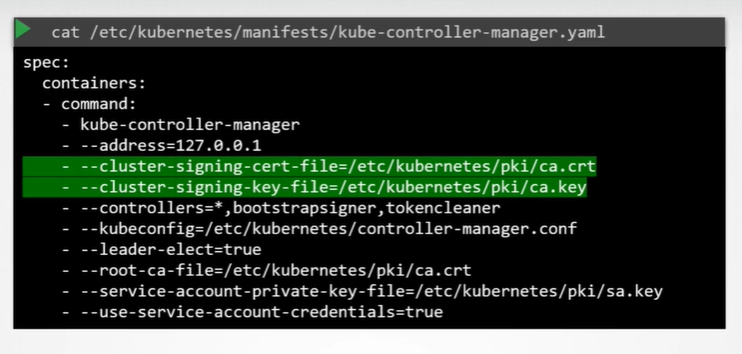 cat /etc/kubernetes/manifests/kube-controller-manager.yaml
spec:
  containers:
  - command:
    - kube-controller-manager
    - --address=127.0.0.1
    - --cluster-signing-cert-file=/etc/kubernetes/pki/ca.crt
    - --cluster-signing-key-file=/etc/kubernetes/pki/ca.key
    - --controllers=*,bootstrapsigner,tokencleaner
    - --kubeconfig=/etc/kubernetes/controller-manager.conf
    - --leader-elect=true
    - --root-ca-file=/etc/kubernetes/pki/ca.crt
    - --service-account-private-key-file=/etc/kubernetes/pki/sa.key
    - --use-service-account-credentials=true